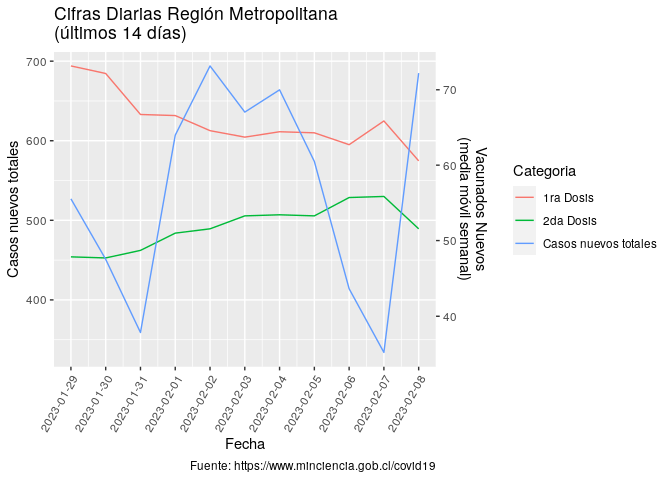 Cifras Diarias Región Metropolitana
(últimos 14 días)
Casos nuevos totales
700
600
500
400
70
60
50
40
Vacunados Nuevos
(media móvil semanal)
2023-01-29
2023-01-30
2023-01-31
2023-02-01
2023-02-02
2023-02-03
2023-02-04
2023-02-05
2023-02-06
2023-02-07
2023-02-08
Fecha
Categoria
1ra Dosis
2da Dosis
Casos nuevos totales
Fuente: https://www.minciencia.gob.cl/covid19